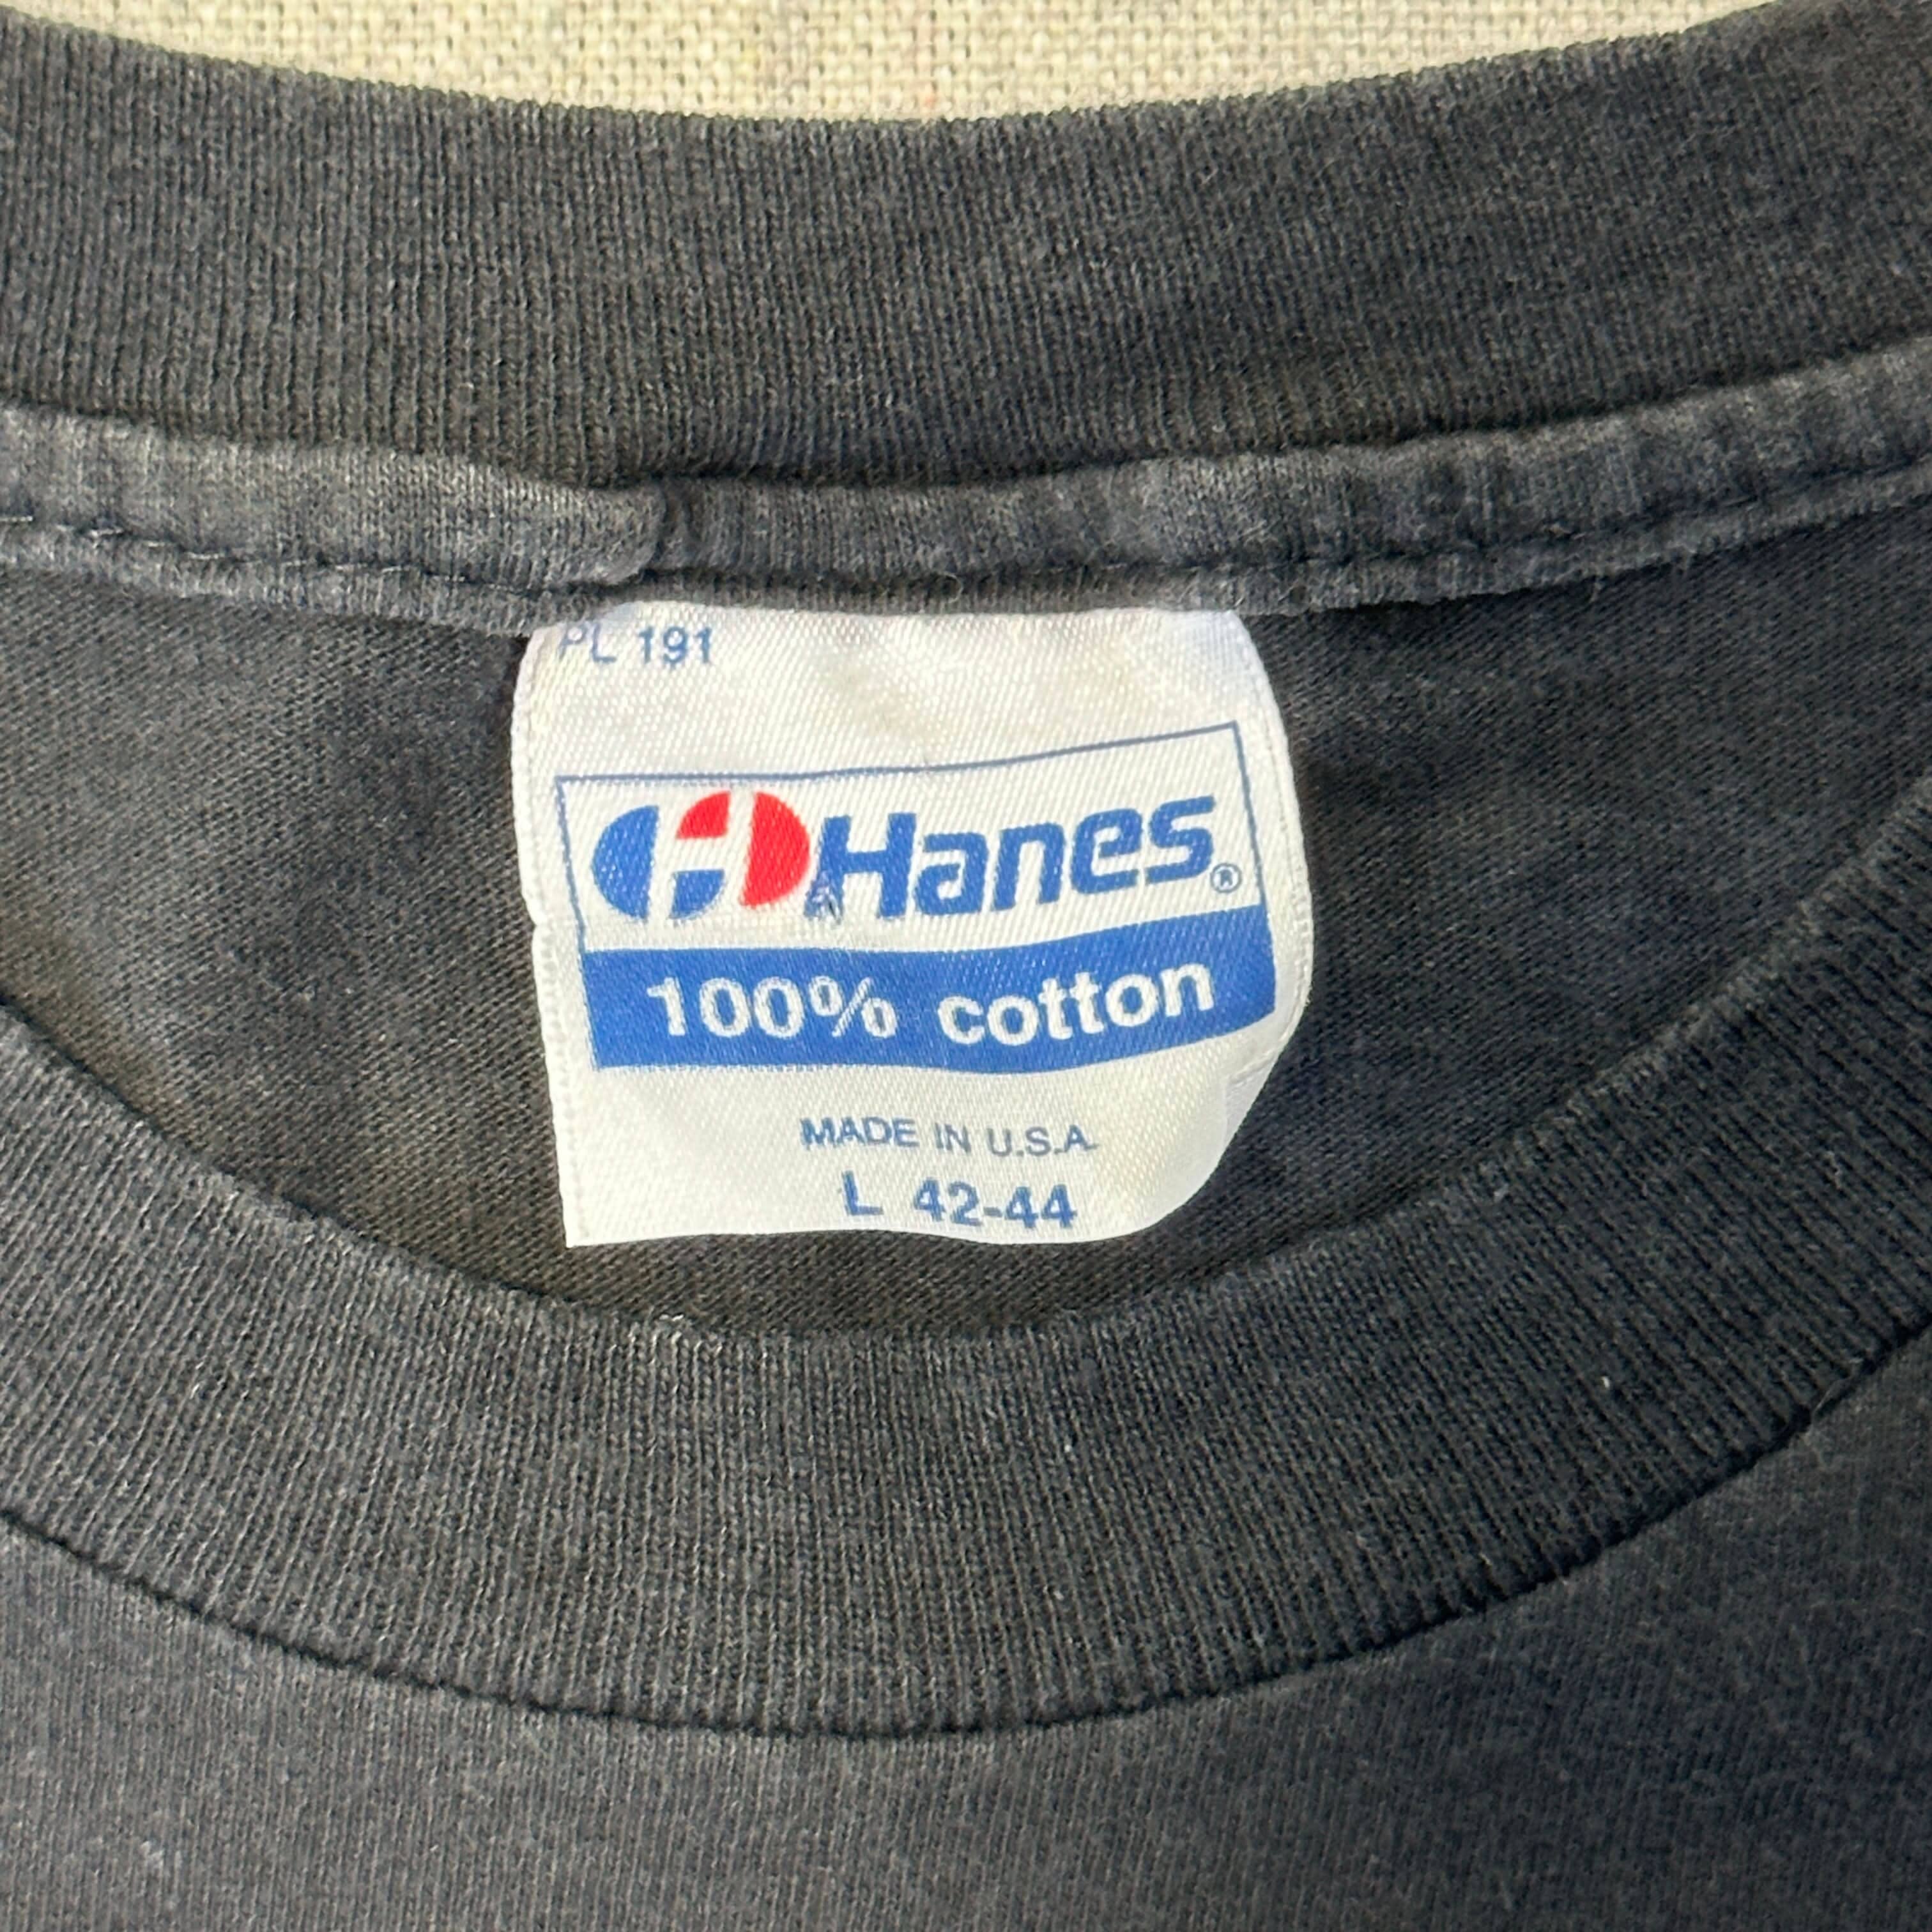 PL 191
Hanes®
100% cotton
MADE IN U.S.A.
L 42-44